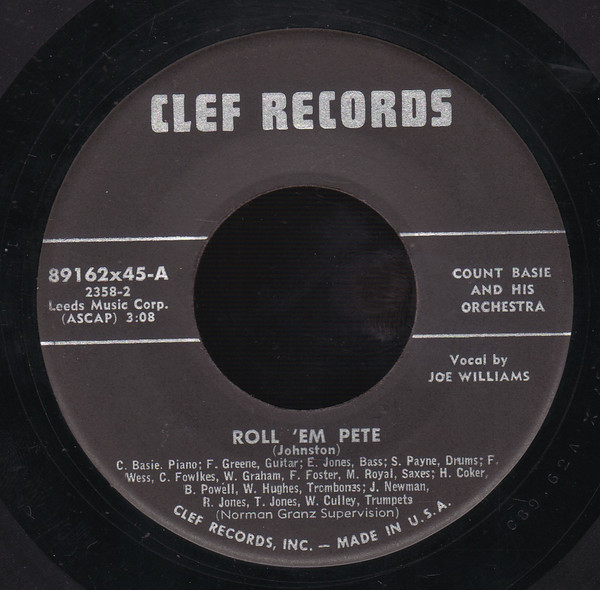 CLEF RECORDS
89162x45-A
2358-2
Leeds Music Corp.
(ASCAP) 3:08
COUNT BASIE
AND HIS
ORCHESTRA
Vocal by
JOE WILLIAMS
ROLL 'EM PETE
(Johnston)
C. Basie. Piano; F. Greene, Guitar; E. Jones, Bass; S. Payne, Drums; F.
Wess, C. Fowlkes, W. Graham, F. Foster, M. Royal, Saxes; H. Coker,
B. Powell, W. Hughes, Trombones; J. Newman,
R. Jones, T. Jones, W. Culley, Trumpets
(Norman Granz Supervision)
CLEF RECORDS, INC. — MADE IN U.S.A.